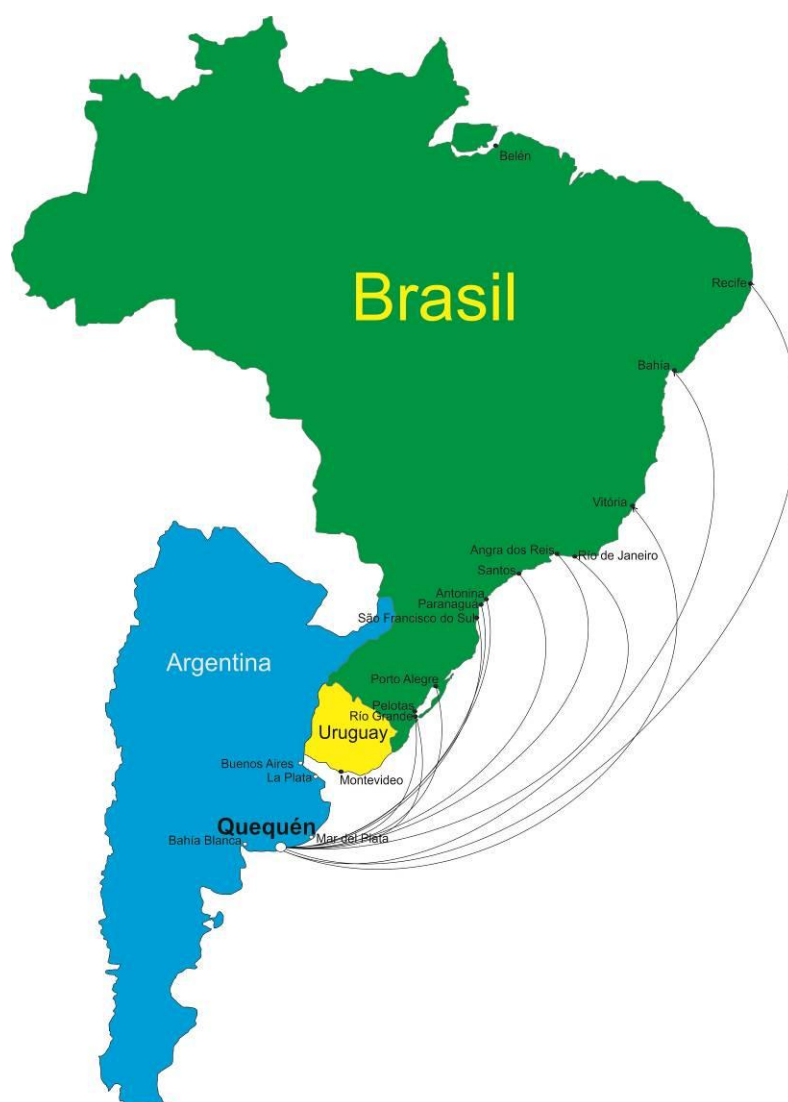 Belén
Brasil
Recife
Bahía
Vitória
Angra dos Reis
Río de Janeiro
Santos
Antonina
Paranaguá
São Francisco do Sul
Argentina
Porto Alegre
Pelotas
Río Grande
Uruguay
Buenos Aires
La Plata
Montevideo
Quequén
Mar del Plata
Bahía Blanca